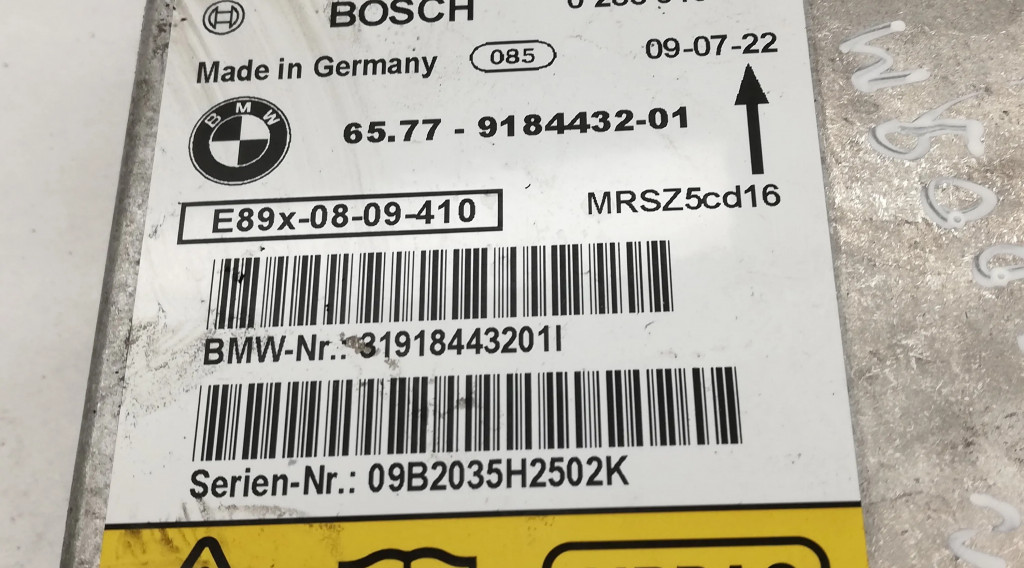 BOSCH
Made in Germany 085 09-07-22
BMW 65.77 - 9184432-01
E89x-08-09-410 MRSZ5cd16
BMW-Nr.: 31918443201I
Serien-Nr.: 09B2035H2502K